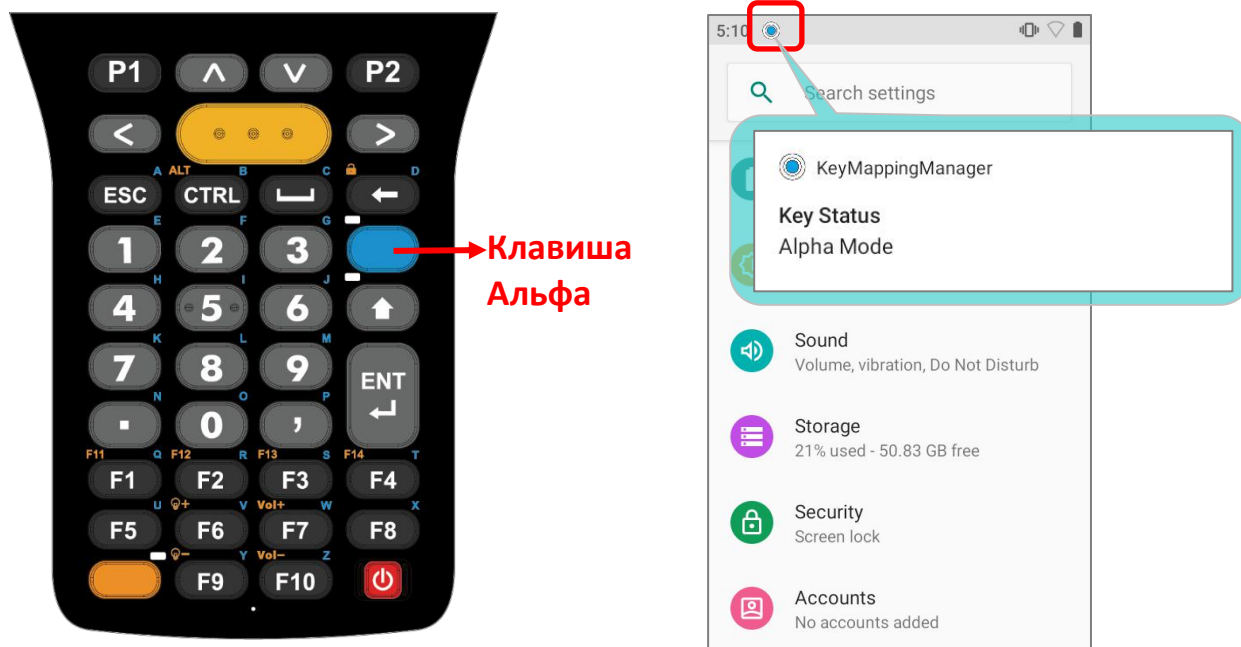 P1 P2
A ALT B C D
ESC CTRL
E F G
1 2 3
Клавиша
Альфа
H I J
4 5 6
K L M
7 8 9 ENT
N O P
. 0 ,
F11 Q F12 R F13 S F14 T
F1 F2 F3 F4
U V Vol+ W X
F5 F6 F7 F8
Y Vol- Z
F9 F10
5:10
Search settings
KeyMappingManager
Key Status
Alpha Mode
Sound
Volume, vibration, Do Not Disturb
Storage
21% used - 50.83 GB free
Security
Screen lock
Accounts
No accounts added